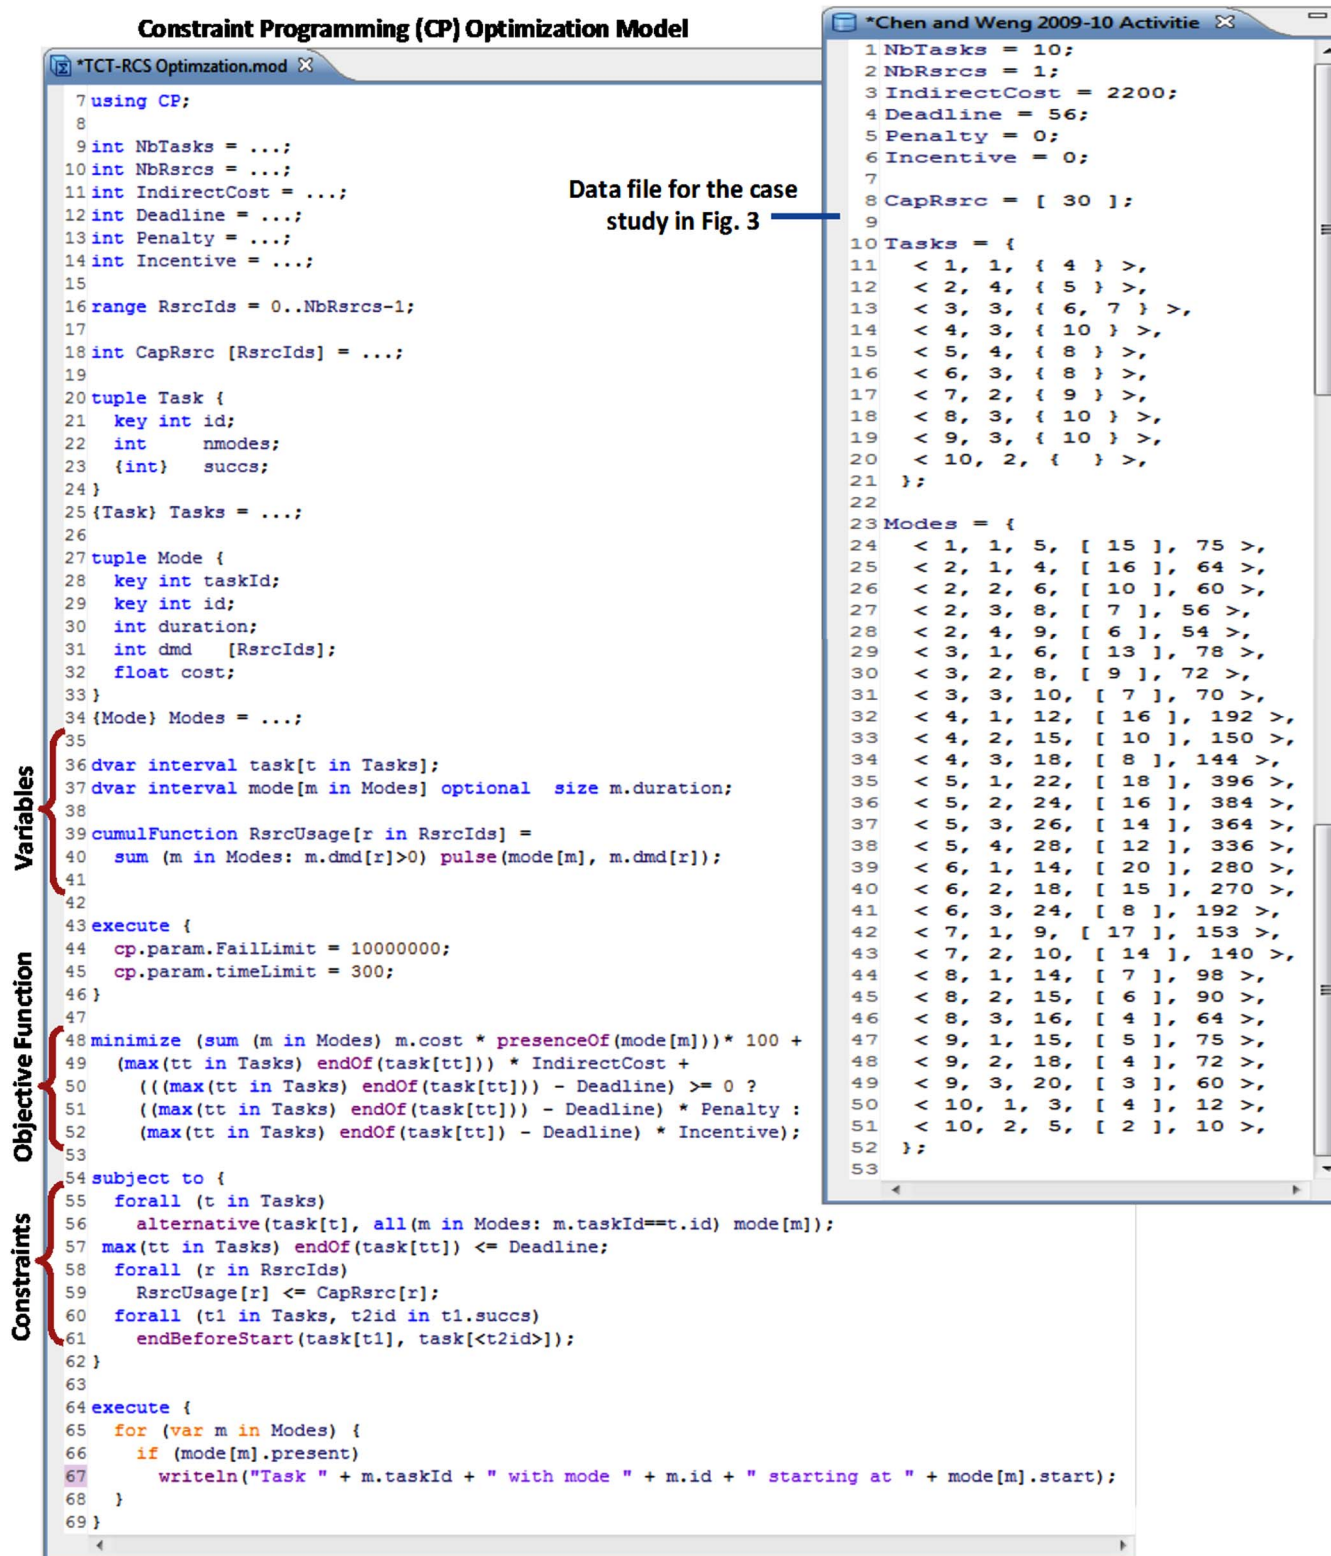 Constraint Programming (CP) Optimization Model
*TCT-RCS Optimzation.mod
7 using CP;
8
9 int NbTasks = ...;
10 int NbRsrcs = ...;
11 int IndirectCost = ...;
12 int Deadline = ...;
13 int Penalty = ...;
14 int Incentive = ...;
15
16 range RsrcIds = 0..NbRsrcs-1;
17
18 int CapRsrc [RsrcIds] = ...;
19
20 tuple Task {
21 key int id;
22 int nmodes;
23 {int} succs;
24 }
25 {Task} Tasks = ...;
26
27 tuple Mode {
28 key int taskId;
29 key int id;
30 int duration;
31 int dmd [RsrcIds];
32 float cost;
33 }
34 {Mode} Modes = ...;
35
Variables
36 dvar interval task[t in Tasks];
37 dvar interval mode[m in Modes] optional size m.duration;
38
39 cumulFunction RsrcUsage[r in RsrcIds] =
40 sum (m in Modes: m.dmd[r]>0) pulse(mode[m], m.dmd[r]);
41
42
43 execute {
44 cp.param.FailLimit = 10000000;
45 cp.param.timeLimit = 300;
46 }
47
Objective Function
48 minimize (sum (m in Modes) m.cost * presenceOf(mode[m]))* 100 +
49 (max(tt in Tasks) endOf(task[tt])) * IndirectCost +
50 (((max(tt in Tasks) endOf(task[tt])) - Deadline) >= 0 ?
51 ((max(tt in Tasks) endOf(task[tt])) - Deadline) * Penalty :
52 (max(tt in Tasks) endOf(task[tt]) - Deadline) * Incentive);
53
Constraints
54 subject to {
55 forall (t in Tasks)
56 alternative(task[t], all(m in Modes: m.taskId==t.id) mode[m]);
57 max(tt in Tasks) endOf(task[tt]) <= Deadline;
58 forall (r in RsrcIds)
59 RsrcUsage[r] <= CapRsrc[r];
60 forall (t1 in Tasks, t2id in t1.succs)
61 endBeforeStart(task[t1], task[<t2id>]);
62 }
63
64 execute {
65 for (var m in Modes) {
66 if (mode[m].present)
67 writeln("Task " + m.taskId + " with mode " + m.id + " starting at " + mode[m].start);
68 }
69 }
Data file for the case
study in Fig. 3
*Chen and Weng 2009-10 Activitie
1 NbTasks = 10;
2 NbRsrcs = 1;
3 IndirectCost = 2200;
4 Deadline = 56;
5 Penalty = 0;
6 Incentive = 0;
7
8 CapRsrc = [ 30 ];
9
10 Tasks = {
11 < 1, 1, { 4 } >,
12 < 2, 4, { 5 } >,
13 < 3, 3, { 6, 7 } >,
14 < 4, 3, { 10 } >,
15 < 5, 4, { 8 } >,
16 < 6, 3, { 8 } >,
17 < 7, 2, { 9 } >,
18 < 8, 3, { 10 } >,
19 < 9, 3, { 10 } >,
20 < 10, 2, { } >,
21 };
22
23 Modes = {
24 < 1, 1, 5, [ 15 ], 75 >,
25 < 2, 1, 4, [ 16 ], 64 >,
26 < 2, 2, 6, [ 10 ], 60 >,
27 < 2, 3, 8, [ 7 ], 56 >,
28 < 2, 4, 9, [ 6 ], 54 >,
29 < 3, 1, 6, [ 13 ], 78 >,
30 < 3, 2, 8, [ 9 ], 72 >,
31 < 3, 3, 10, [ 7 ], 70 >,
32 < 4, 1, 12, [ 16 ], 192 >,
33 < 4, 2, 15, [ 10 ], 150 >,
34 < 4, 3, 18, [ 8 ], 144 >,
35 < 5, 1, 22, [ 18 ], 396 >,
36 < 5, 2, 24, [ 16 ], 384 >,
37 < 5, 3, 26, [ 14 ], 364 >,
38 < 5, 4, 28, [ 12 ], 336 >,
39 < 6, 1, 14, [ 20 ], 280 >,
40 < 6, 2, 18, [ 15 ], 270 >,
41 < 6, 3, 24, [ 8 ], 192 >,
42 < 7, 1, 9, [ 17 ], 153 >,
43 < 7, 2, 10, [ 14 ], 140 >,
44 < 8, 1, 14, [ 7 ], 98 >,
45 < 8, 2, 15, [ 6 ], 90 >,
46 < 8, 3, 16, [ 4 ], 64 >,
47 < 9, 1, 15, [ 5 ], 75 >,
48 < 9, 2, 18, [ 4 ], 72 >,
49 < 9, 3, 20, [ 3 ], 60 >,
50 < 10, 1, 3, [ 4 ], 12 >,
51 < 10, 2, 5, [ 2 ], 10 >,
52 };
53